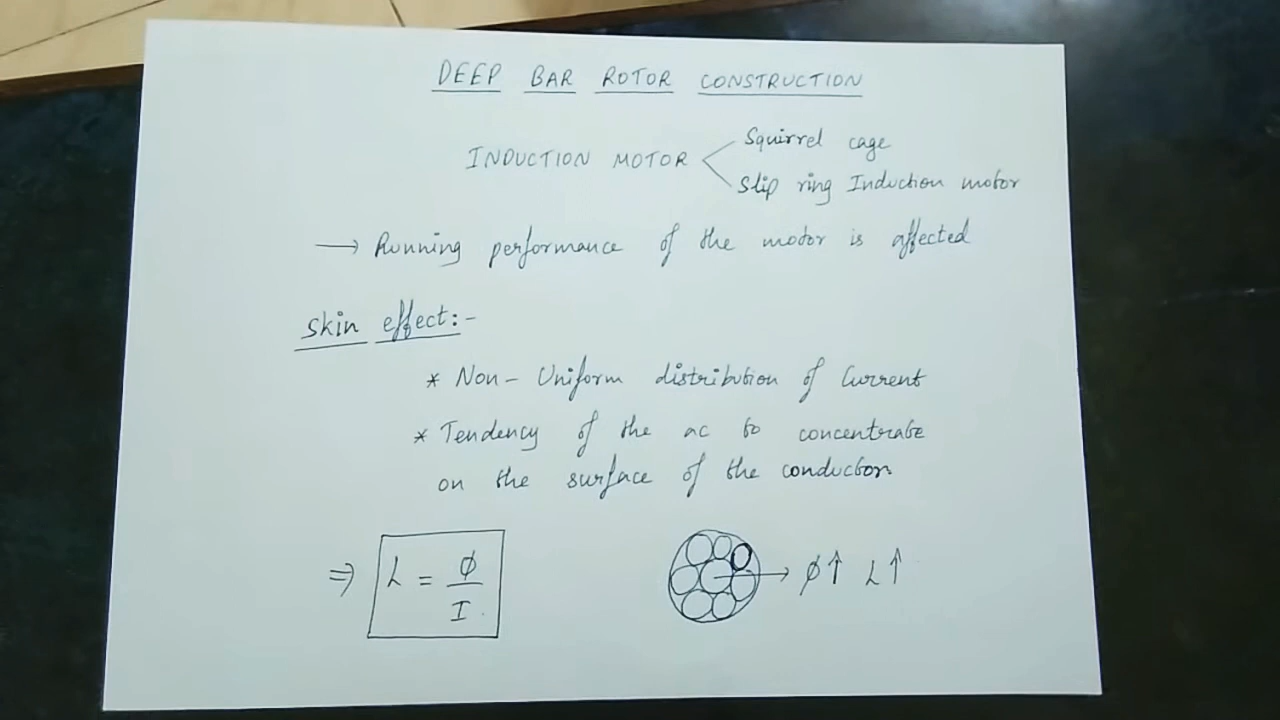 DEEP BAR ROTOR CONSTRUCTION
INDUCTION MOTOR
Squirrel cage
Slip ring Induction motor
→ Running performance of the motor is affected
Skin effect:-
* Non-Uniform distribution of Current
* Tendency of the ac to concentrate
on the surface of the conductor.
⇒ L = ϕ/I.
→ ϕ↑ L↑